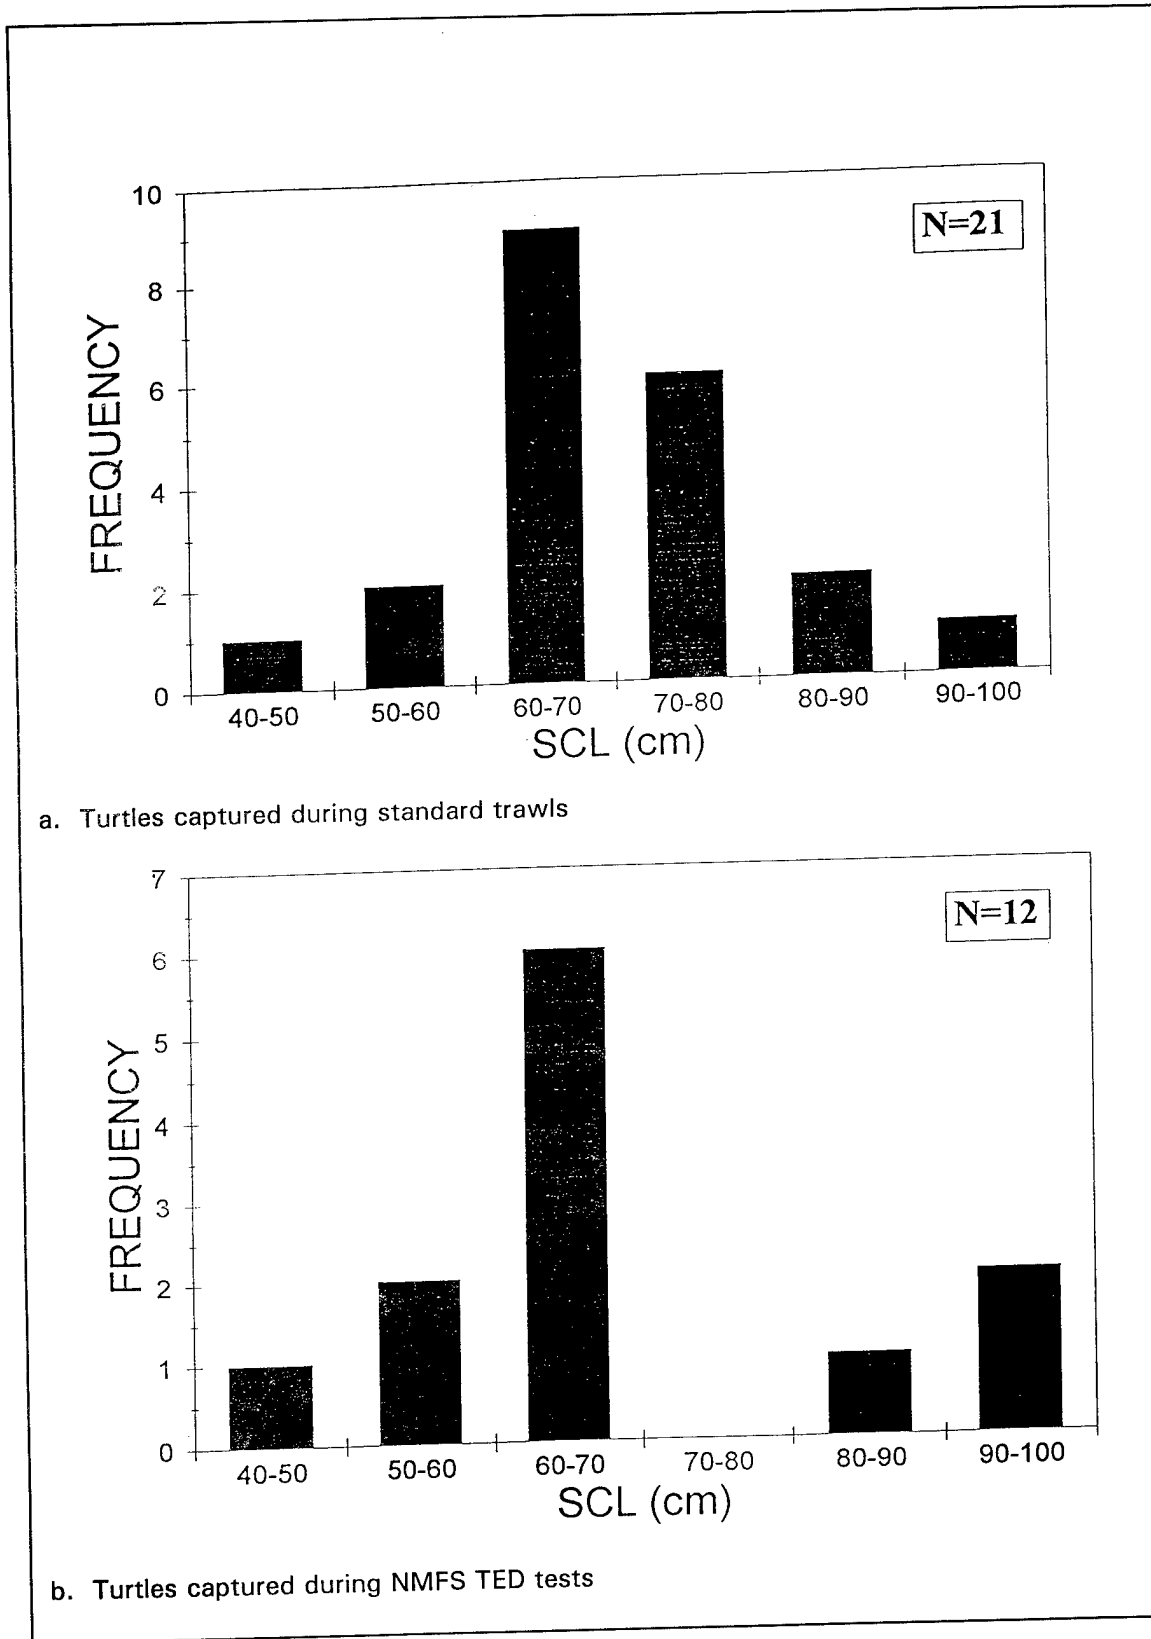 10
N=21
8
6
4
2
0
FREQUENCY
40-50 50-60 60-70 70-80 80-90 90-100
SCL (cm)
a. Turtles captured during standard trawls
7
N=12
6
5
4
3
2
1
0
FREQUENCY
40-50 50-60 60-70 70-80 80-90 90-100
SCL (cm)
b. Turtles captured during NMFS TED tests